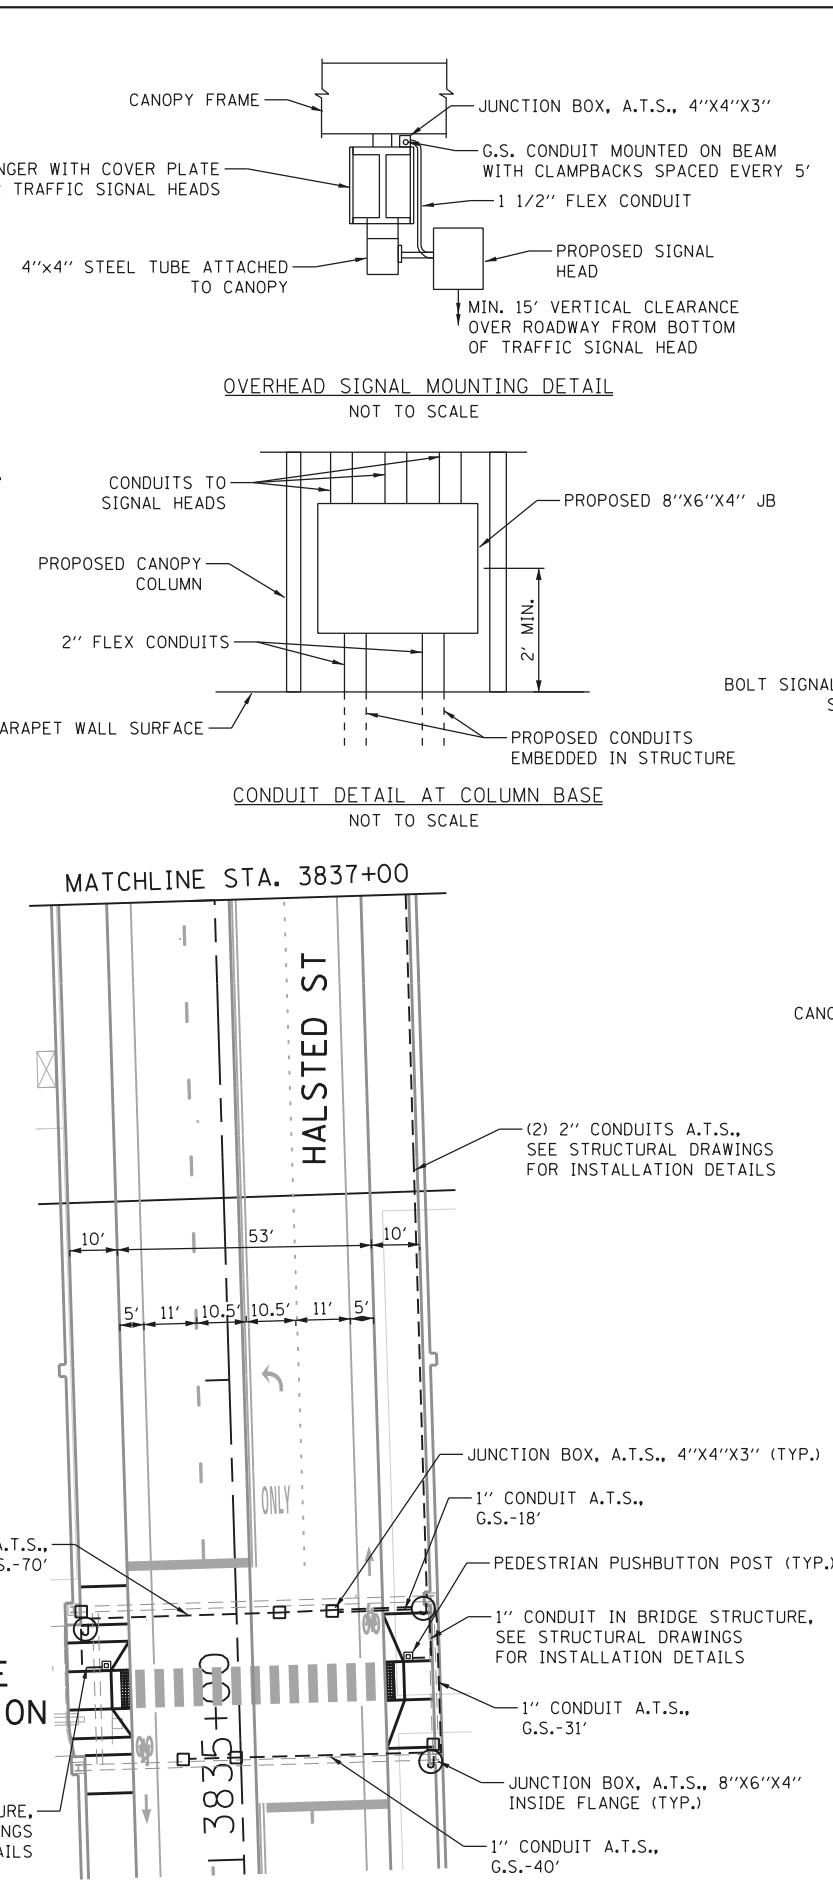 CANOPY FRAME
JUNCTION BOX, A.T.S., 4"X4"X3"
G.S. CONDUIT MOUNTED ON BEAM
WITH CLAMPBACKS SPACED EVERY 5'
NGER WITH COVER PLATE
TRAFFIC SIGNAL HEADS
1 1/2" FLEX CONDUIT
PROPOSED SIGNAL
HEAD
4"x4" STEEL TUBE ATTACHED
TO CANOPY
MIN. 15' VERTICAL CLEARANCE
OVER ROADWAY FROM BOTTOM
OF TRAFFIC SIGNAL HEAD
OVERHEAD SIGNAL MOUNTING DETAIL
NOT TO SCALE
CONDUITS TO
SIGNAL HEADS
PROPOSED 8"X6"X4" JB
PROPOSED CANOPY
COLUMN
2' MIN.
2" FLEX CONDUITS
BOLT SIGNAL
S
ARAPET WALL SURFACE
PROPOSED CONDUITS
EMBEDDED IN STRUCTURE
CONDUIT DETAIL AT COLUMN BASE
NOT TO SCALE
MATCHLINE STA. 3837+00
HALSTED ST
CANO
(2) 2" CONDUITS A.T.S.,
SEE STRUCTURAL DRAWINGS
FOR INSTALLATION DETAILS
10' 53' 10'
5' 11' 10.5' 10.5' 11' 5'
JUNCTION BOX, A.T.S., 4"X4"X3" (TYP.)
ONLY
1" CONDUIT A.T.S.,
G.S.-18'
A.T.S.,
S.-70'
PEDESTRIAN PUSHBUTTON POST (TYP.)
J
J
1" CONDUIT IN BRIDGE STRUCTURE,
SEE STRUCTURAL DRAWINGS
FOR INSTALLATION DETAILS
E
ON
3835+00
1" CONDUIT A.T.S.,
G.S.-31'
JUNCTION BOX, A.T.S., 8"X6"X4"
INSIDE FLANGE (TYP.)
URE,
INGS
AILS
1" CONDUIT A.T.S.,
G.S.-40'